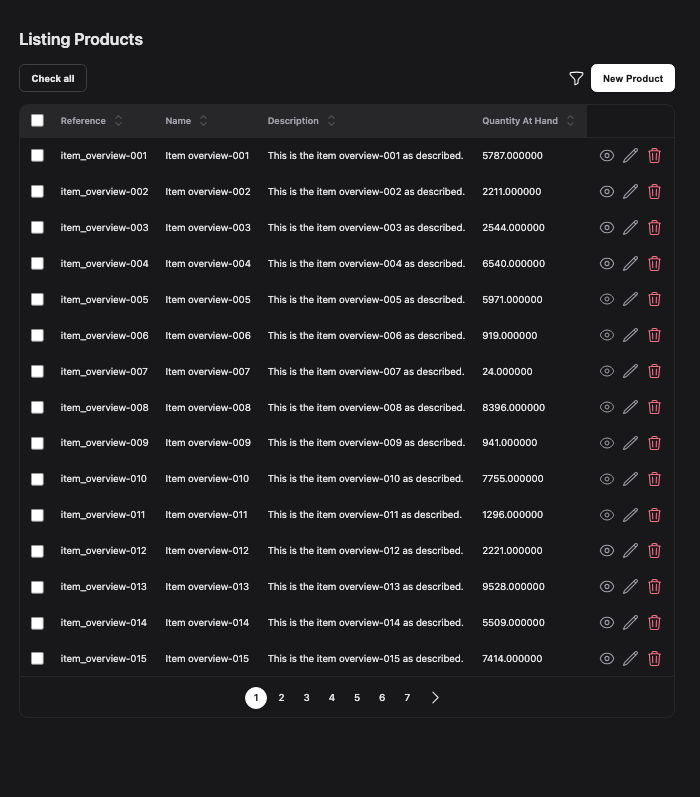 Listing Products
Check all
New Product
Reference Name Description Quantity At Hand
item_overview-001 Item overview-001 This is the item overview-001 as described. 5787.000000
item_overview-002 Item overview-002 This is the item overview-002 as described. 2211.000000
item_overview-003 Item overview-003 This is the item overview-003 as described. 2544.000000
item_overview-004 Item overview-004 This is the item overview-004 as described. 6540.000000
item_overview-005 Item overview-005 This is the item overview-005 as described. 5971.000000
item_overview-006 Item overview-006 This is the item overview-006 as described. 919.000000
item_overview-007 Item overview-007 This is the item overview-007 as described. 24.000000
item_overview-008 Item overview-008 This is the item overview-008 as described. 8396.000000
item_overview-009 Item overview-009 This is the item overview-009 as described. 941.000000
item_overview-010 Item overview-010 This is the item overview-010 as described. 7755.000000
item_overview-011 Item overview-011 This is the item overview-011 as described. 1296.000000
item_overview-012 Item overview-012 This is the item overview-012 as described. 2221.000000
item_overview-013 Item overview-013 This is the item overview-013 as described. 9528.000000
item_overview-014 Item overview-014 This is the item overview-014 as described. 5509.000000
item_overview-015 Item overview-015 This is the item overview-015 as described. 7414.000000
1 2 3 4 5 6 7